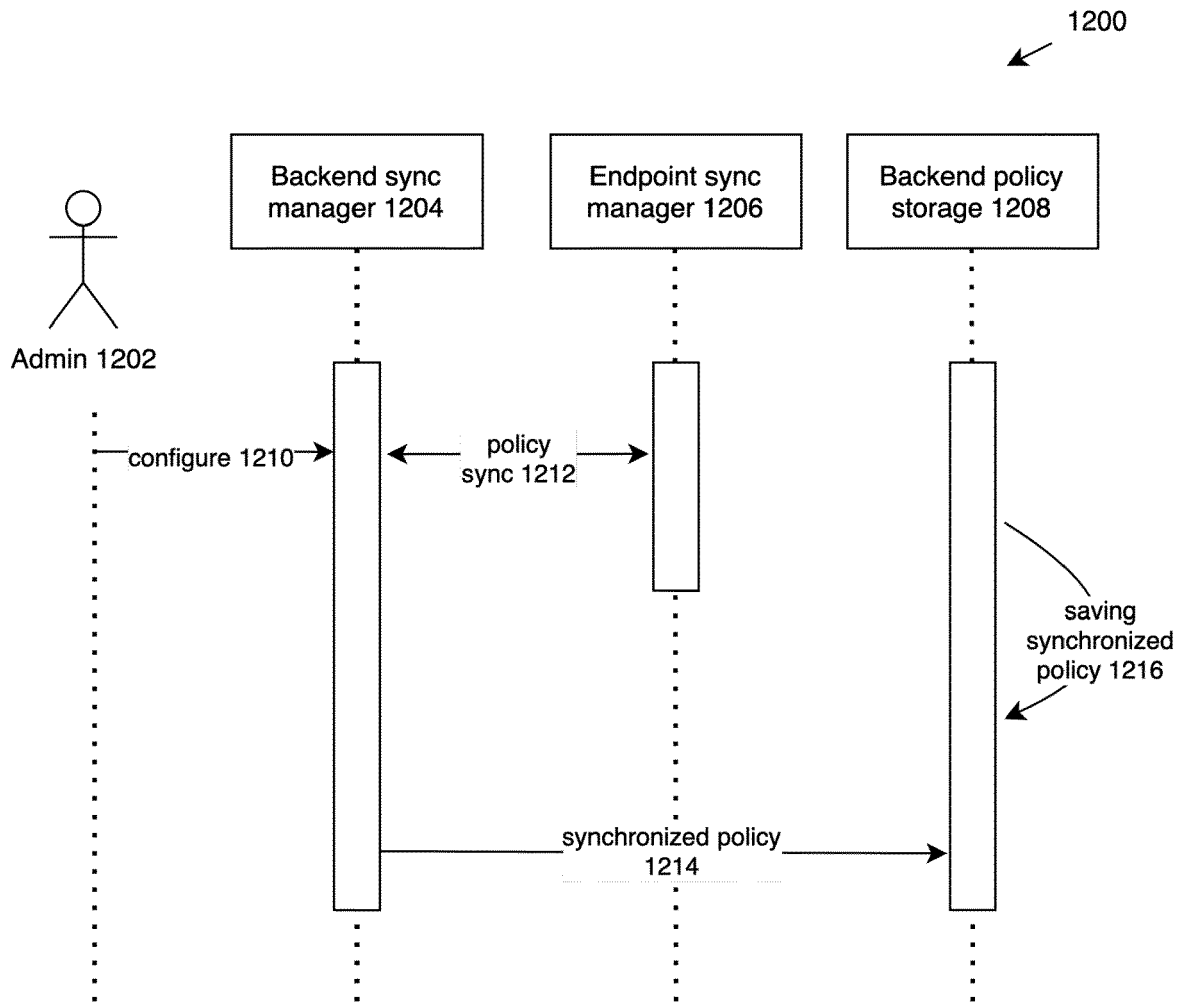 1200
Backend sync
manager 1204
Endpoint sync
manager 1206
Backend policy
storage 1208
Admin 1202
configure 1210
policy
sync 1212
saving
synchronized
policy 1216
synchronized policy
1214